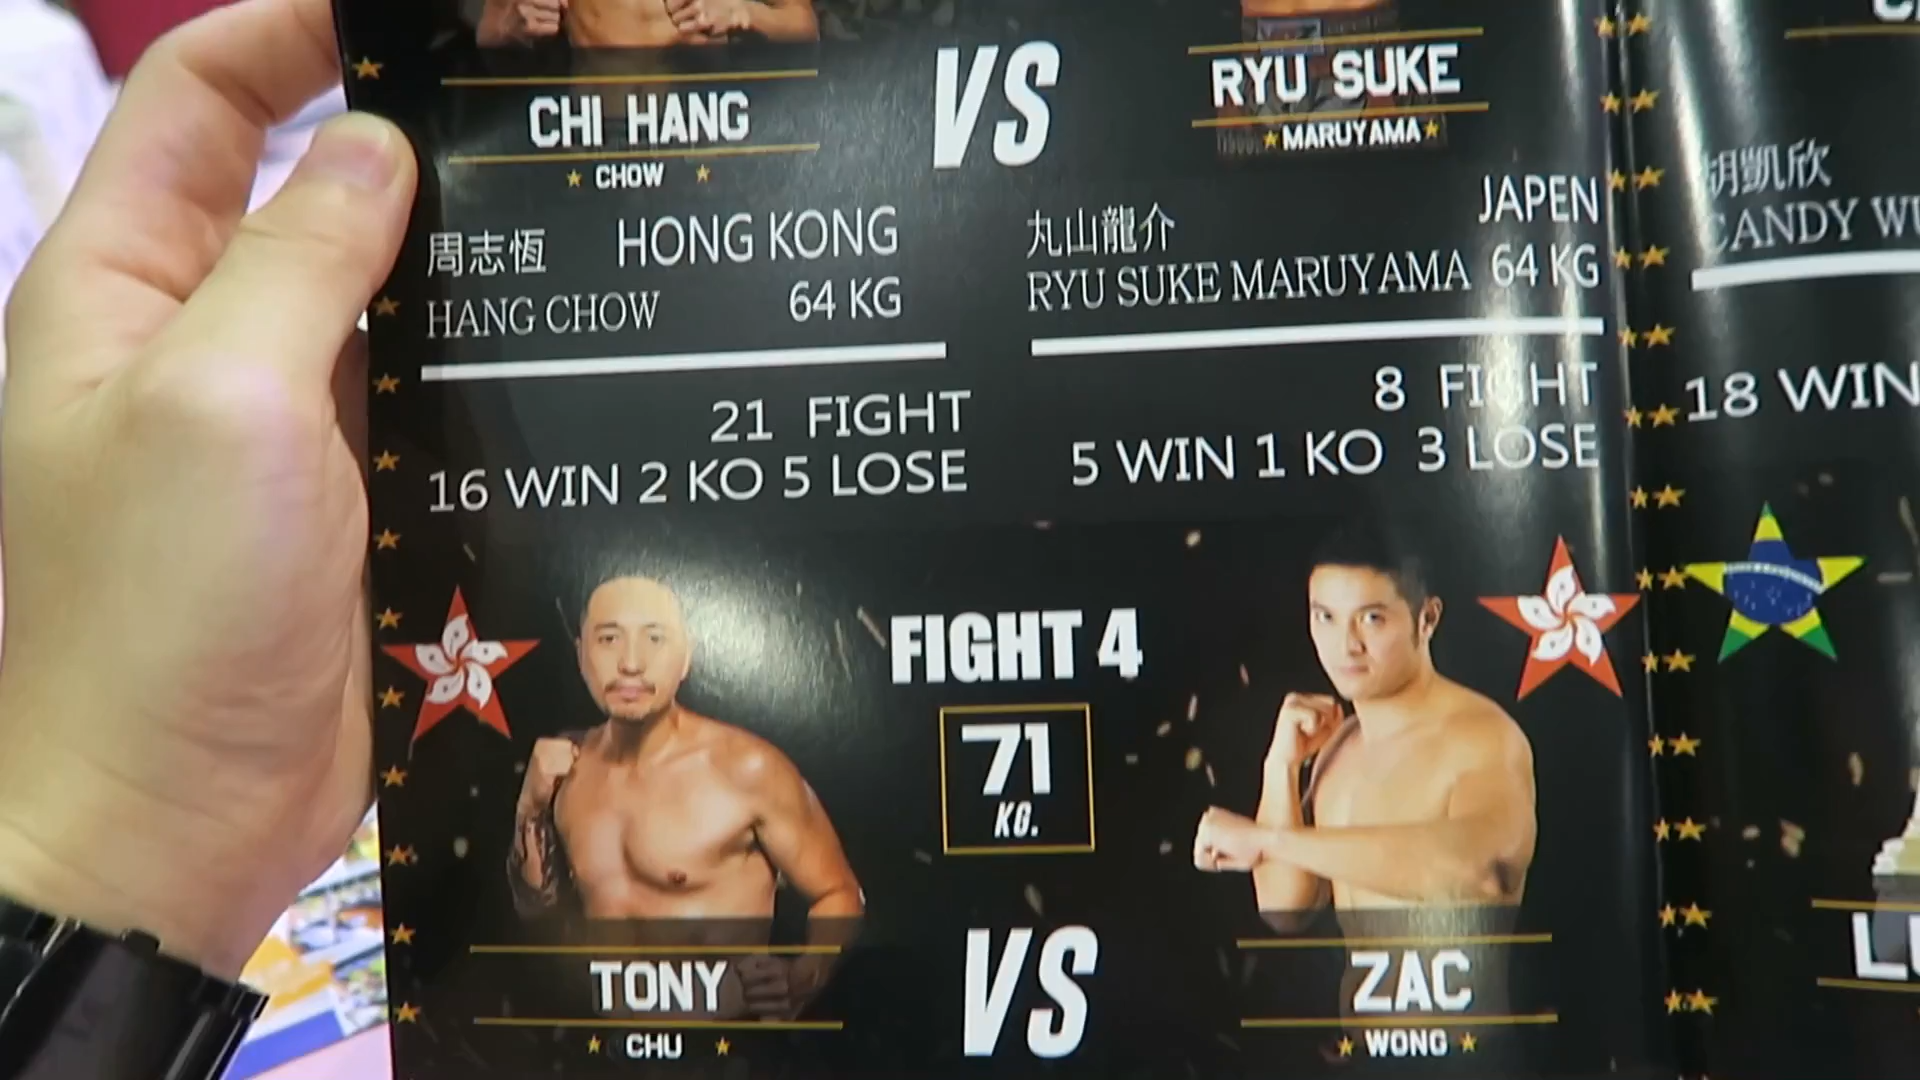 CHI HANG
CHOW
VS
RYU SUKE
MARUYAMA
周志恆 HONG KONG
HANG CHOW 64 KG
丸山龍介 JAPEN
RYU SUKE MARUYAMA 64 KG
21 FIGHT
16 WIN 2 KO 5 LOSE
8 FIGHT
5 WIN 1 KO 3 LOSE
FIGHT 4
71
KG.
TONY
CHU
VS
ZAC
WONG
胡凱欣
CANDY
18 WIN